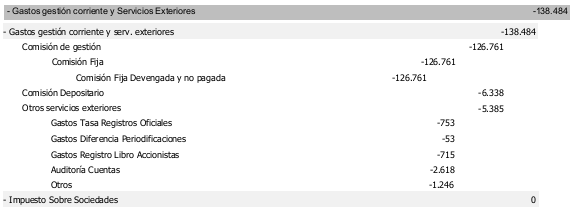 - Gastos gestión corriente y Servicios Exteriores -138.484
- Gastos gestión corriente y serv. exteriores -138.484
Comisión de gestión -126.761
Comisión Fija -126.761
Comisión Fija Devengada y no pagada -126.761
Comisión Depositario -6.338
Otros servicios exteriores -5.385
Gastos Tasa Registros Oficiales -753
Gastos Diferencia Periodificaciones -53
Gastos Registro Libro Accionistas -715
Auditoría Cuentas -2.618
Otros -1.246
- Impuesto Sobre Sociedades 0